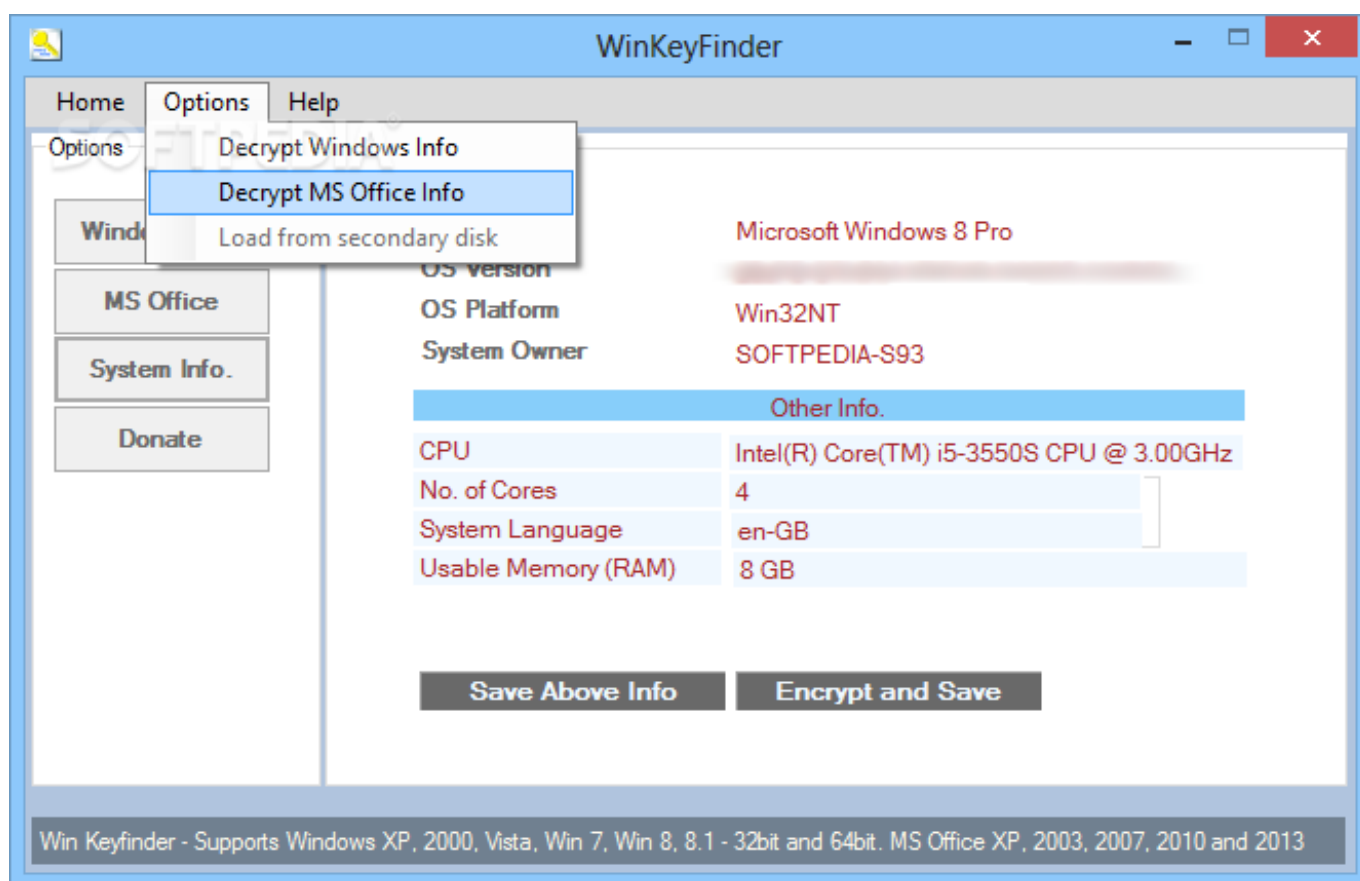 WinKeyFinder
Home Options Help
SOFTPEDIA®
Options
Decrypt Windows Info
Decrypt MS Office Info
Load from secondary disk
MS Office
System Info.
Donate
Microsoft Windows 8 Pro
OS Version
OS Platform Win32NT
System Owner SOFTPEDIA-S93
Other Info.
CPU Intel(R) Core(TM) i5-3550S CPU @ 3.00GHz
No. of Cores 4
System Language en-GB
Usable Memory (RAM) 8 GB
Save Above Info Encrypt and Save
Win Keyfinder - Supports Windows XP, 2000, Vista, Win 7, Win 8, 8.1 - 32bit and 64bit. MS Office XP, 2003, 2007, 2010 and 2013